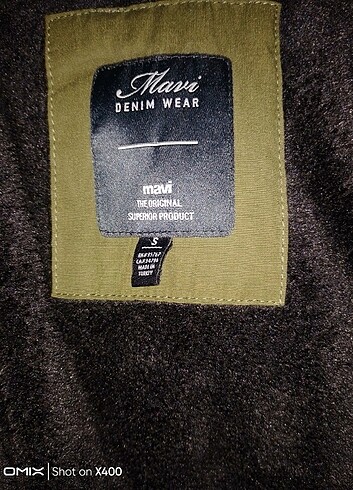 Mavi
DENIM WEAR
mavi
THE ORIGINAL
SUPERIOR PRODUCT
S
MADE IN
TURKEY
OMIX Shot on X400